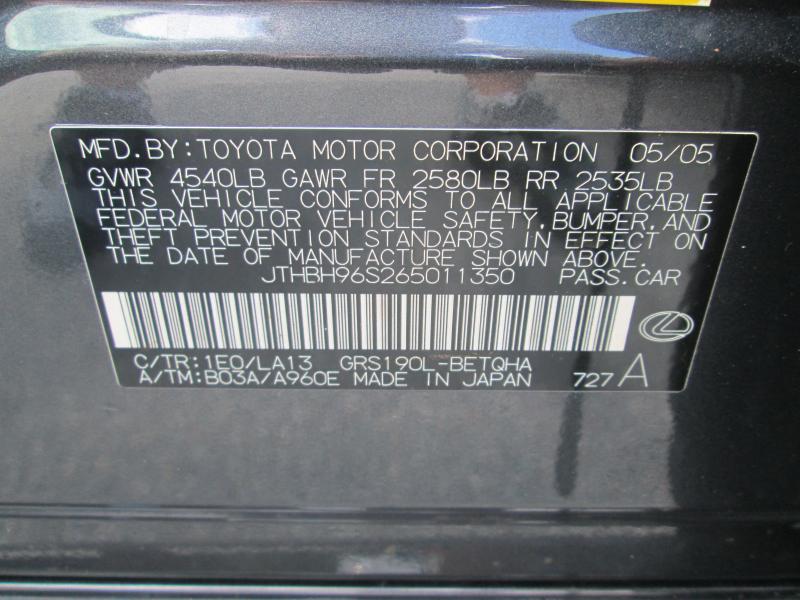 MFD. BY: TOYOTA MOTOR CORPORATION 05/05
GVWR 4540LB GAWR FR 2580LB RR 2535LB
THIS VEHICLE CONFORMS TO ALL APPLICABLE
FEDERAL MOTOR VEHICLE SAFETY, BUMPER, AND
THEFT PREVENTION STANDARDS IN EFFECT ON
THE DATE OF MANUFACTURE SHOWN ABOVE.
JTHBH96S265011350 PASS.CAR
C/TR: 1E0/LA13 GRS190L-BETQHA
A/TM: B03A/A960E MADE IN JAPAN 727 A